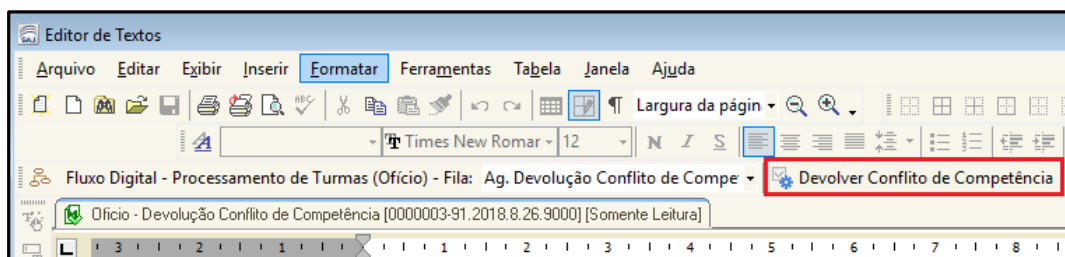 SAJ Editor de Textos
Arquivo Editar Exibir Inserir Formatar Ferramentas Tabela Janela Ajuda
ABC Largura da págin
Times New Romar 12 N I S
Fluxo Digital - Processamento de Turmas (Ofício) - Fila: Ag. Devolução Conflito de Compe Devolver Conflito de Competência
Oficio - Devolução Conflito de Competência [0000003-91.2018.8.26.9000] [Somente Leitura]
L 3 2 1 1 2 3 4 5 6 7 8